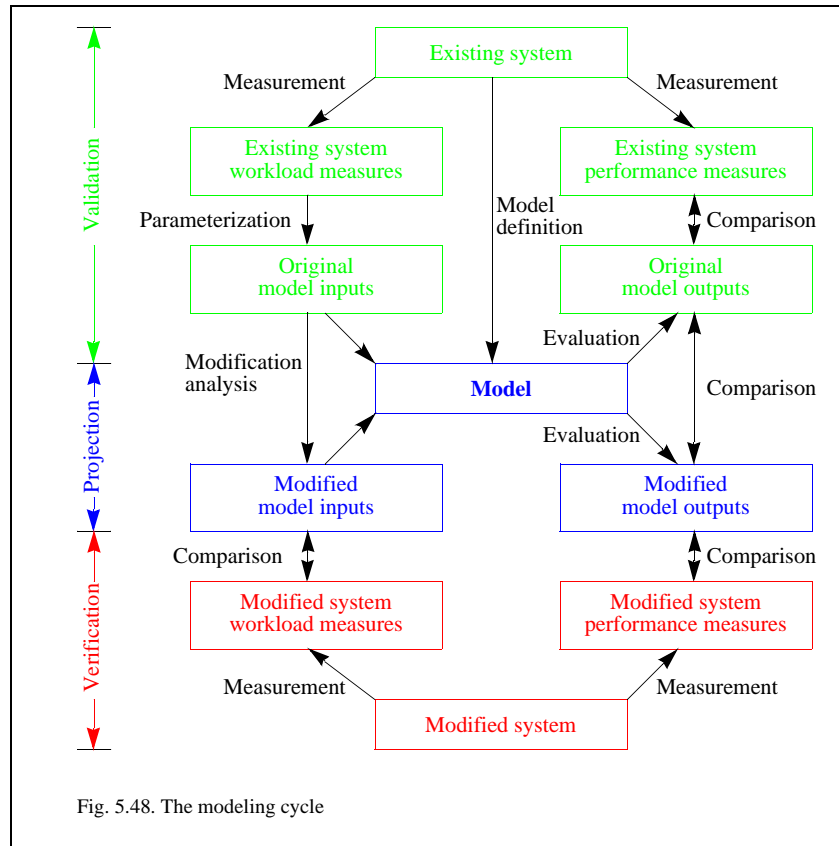 Existing system
Measurement
Measurement
Existing system
workload measures
Existing system
performance measures
Validation
Parameterization
Model
definition
Comparison
Original
model inputs
Original
model outputs
Evaluation
Modification
analysis
Model
Comparison
Projection
Evaluation
Modified
model inputs
Modified
model outputs
Comparison
Comparison
Modified system
workload measures
Modified system
performance measures
Verification
Measurement
Measurement
Modified system
Fig. 5.48. The modeling cycle